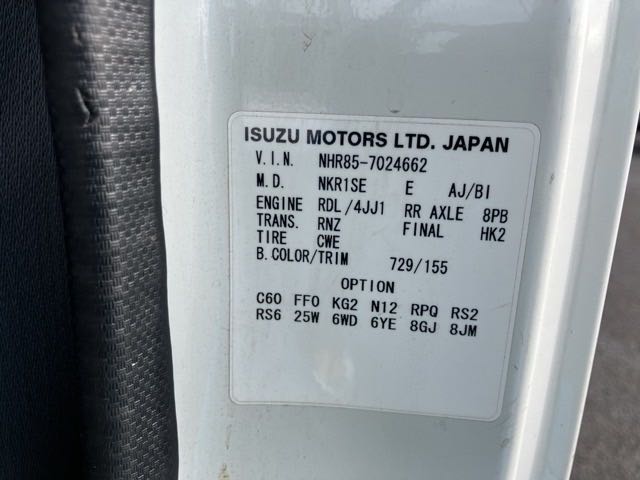 ISUZU MOTORS LTD. JAPAN
V.I.N. NHR85-7024662
M.D. NKR1SE E AJ/BI
ENGINE RDL/4JJ1 RR AXLE 8PB
TRANS. RNZ FINAL HK2
TIRE CWE
B.COLOR/TRIM 729/155
OPTION
C60 FF0 KG2 N12 RPQ RS2
RS6 25W 6WD 6YE 8GJ 8JM